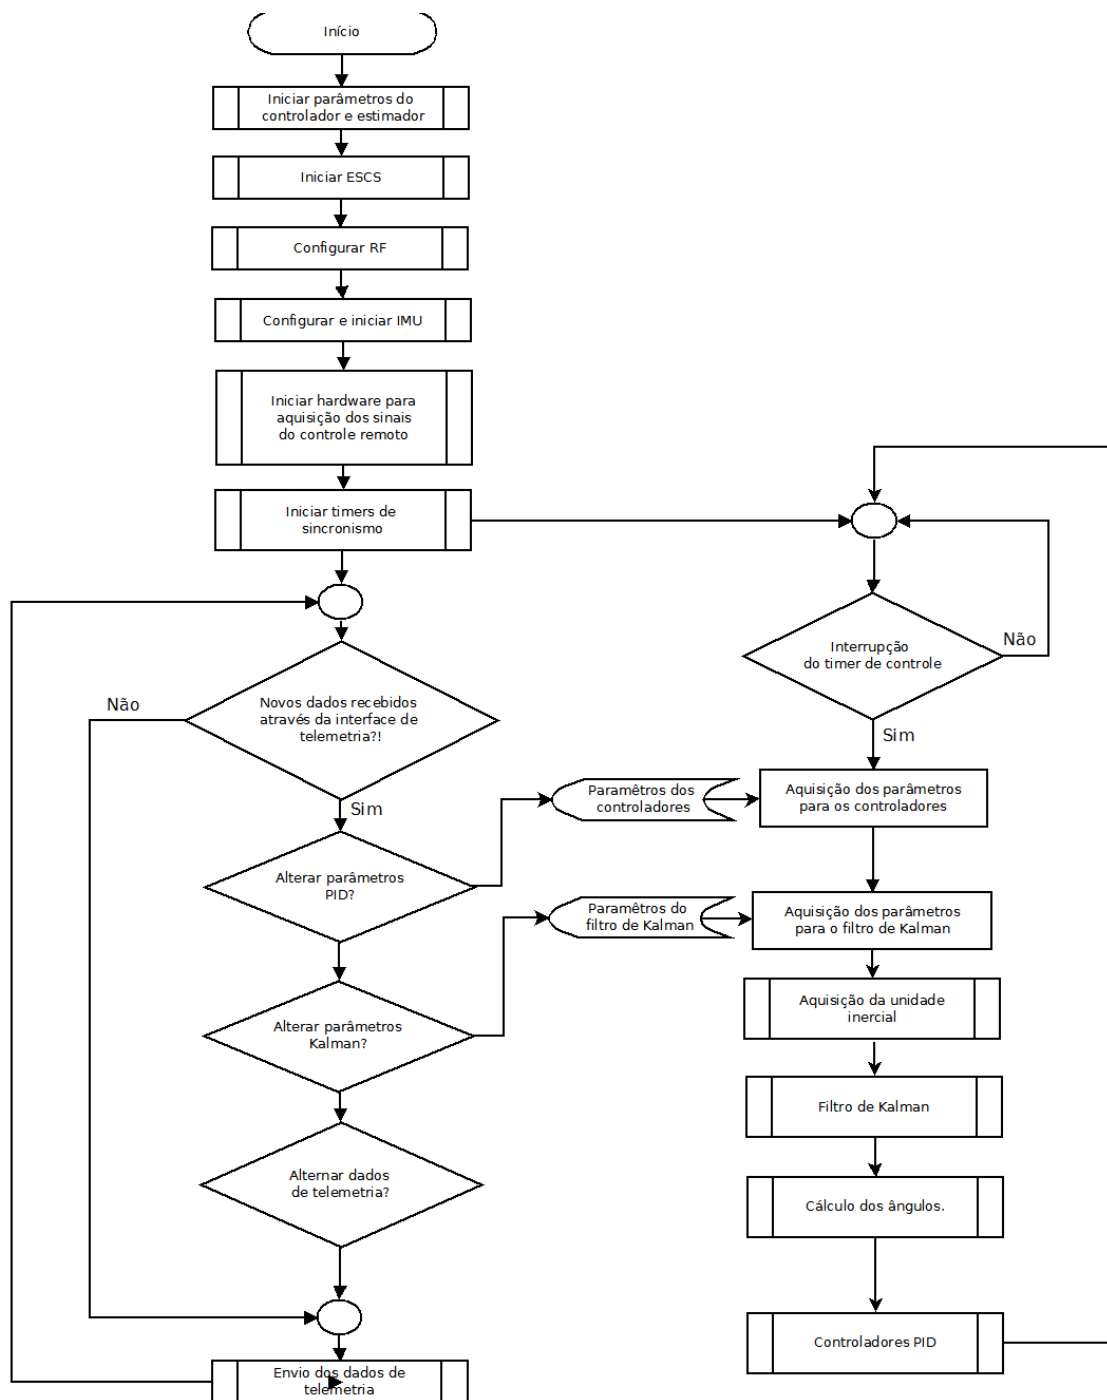 Início
Iniciar parâmetros do
controlador e estimador
Iniciar ESCS
Configurar RF
Configurar e iniciar IMU
Iniciar hardware para
aquisição dos sinais
do controle remoto
Iniciar timers de
sincronismo
Novos dados recebidos
através da interface de
telemetria?!
Não
Sim
Alterar parâmetros
PID?
Alterar parâmetros
Kalman?
Alternar dados
de telemetria?
Envio dos dados de
telemetria
Interrupção
do timer de controle
Não
Sim
Paramêtros dos
controladores
Aquisição dos parâmetros
para os controladores
Paramêtros do
filtro de Kalman
Aquisição dos parâmetros
para o filtro de Kalman
Aquisição da unidade
inercial
Filtro de Kalman
Cálculo dos ângulos.
Controladores PID